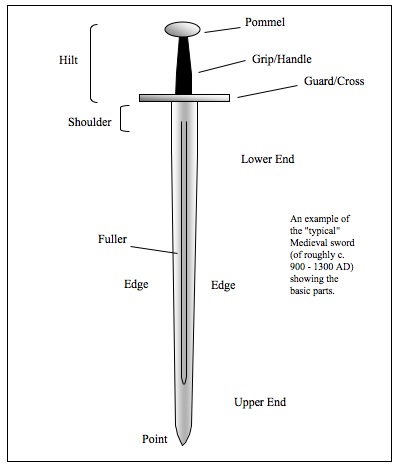 Pommel
Hilt
Grip/Handle
Guard/Cross
Shoulder
Lower End
An example of
the "typical"
Medieval sword
(of roughly c.
900 - 1300 AD)
showing the
basic parts.
Fuller
Edge
Edge
Upper End
Point